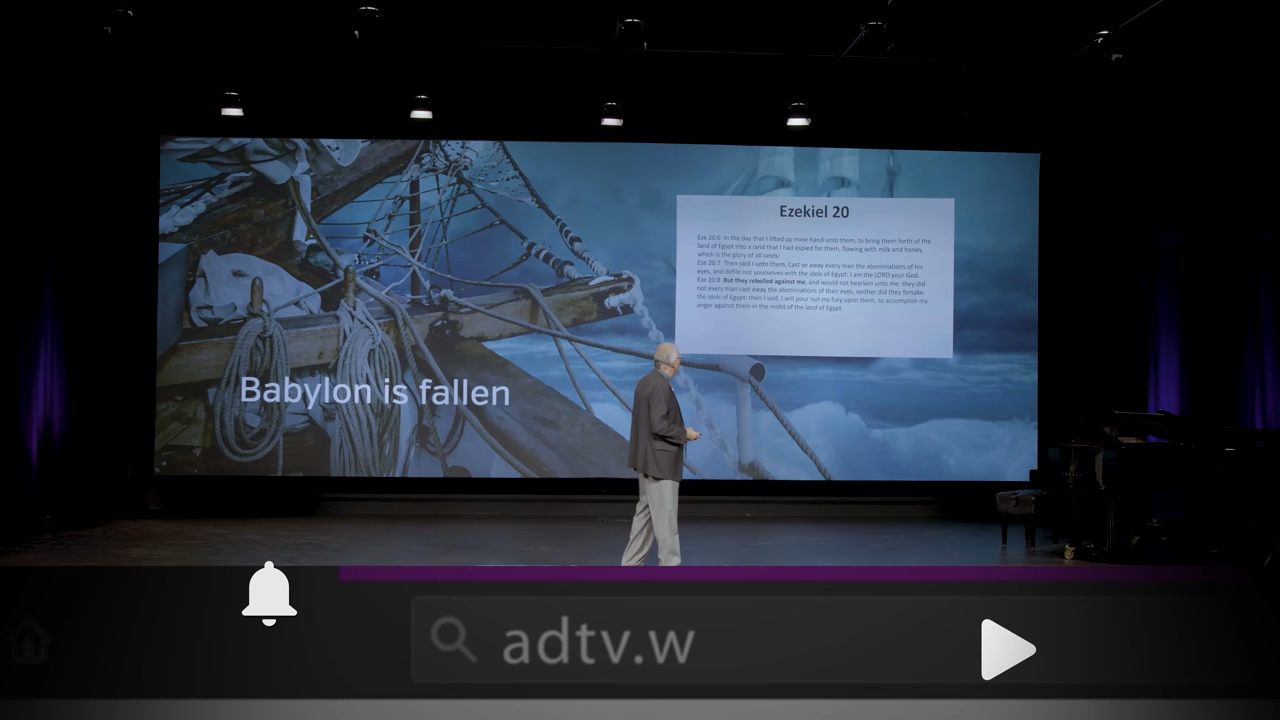 Ezekiel 20
Eze 20:6 In the day that I lifted up mine hand unto them, to bring them forth of the
land of Egypt into a land that I had espied for them, flowing with milk and honey,
which is the glory of all lands:
Eze 20:7 Then said I unto them, Cast ye away every man the abominations of his
eyes, and defile not yourselves with the idols of Egypt: I am the LORD your God.
Eze 20:8 But they rebelled against me, and would not hearken unto me: they did
not every man cast away the abominations of their eyes, neither did they forsake
the idols of Egypt: then I said, I will pour out my fury upon them, to accomplish my
anger against them in the midst of the land of Egypt.
Babylon is fallen
adtv.w